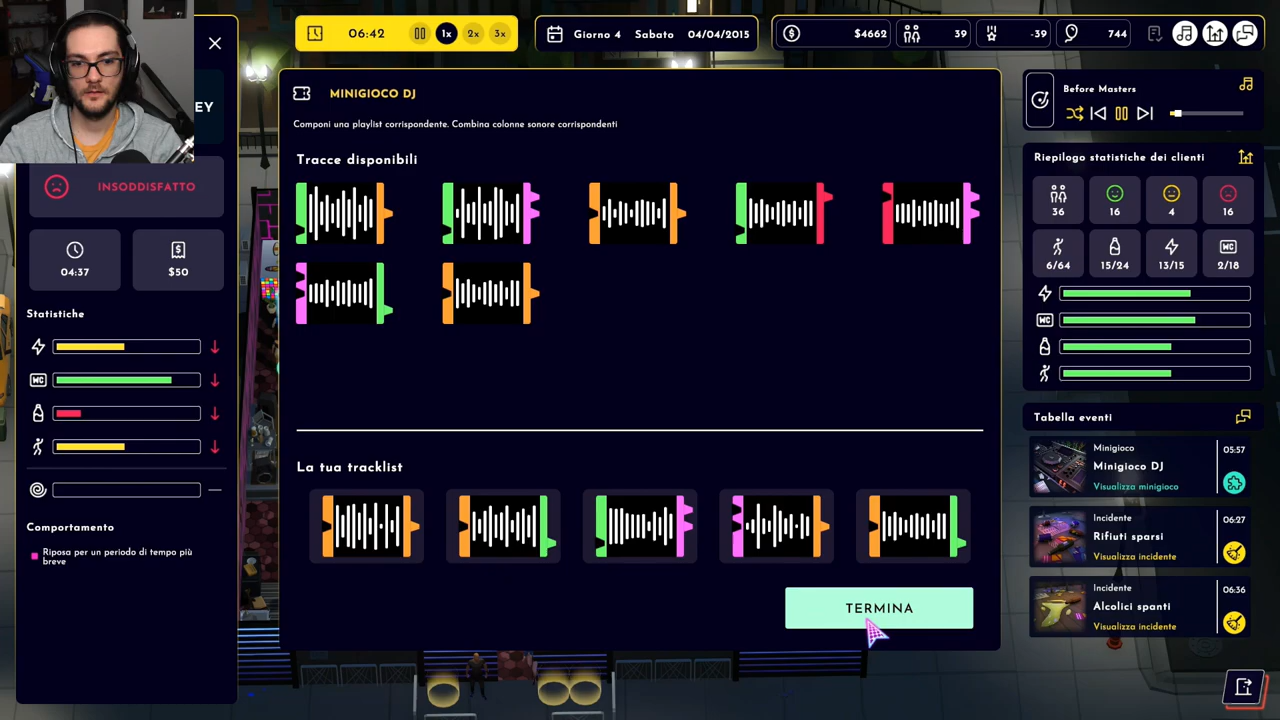 06:42
1x
2x
3x
Giorno 4 Sabato 04/04/2015
$4662
39
-39
744
EY
INSODDISFATTO
04:37
$50
Statistiche
WC
Comportamento
Riposa per un periodo di tempo più
breve
MINIGIOCO DJ
Componi una playlist corrispondente. Combina colonne sonore corrispondenti
Tracce disponibili
La tua tracklist
TERMINA
Before Masters
Riepilogo statistiche dei clienti
36
16
4
16
WC
6/64
15/24
13/15
2/18
WC
Tabella eventi
Minigioco
Minigioco DJ
Visualizza minigioco
05:57
Incidente
Rifiuti sparsi
Visualizza incidente
06:27
Incidente
Alcolici spanti
Visualizza incidente
06:36